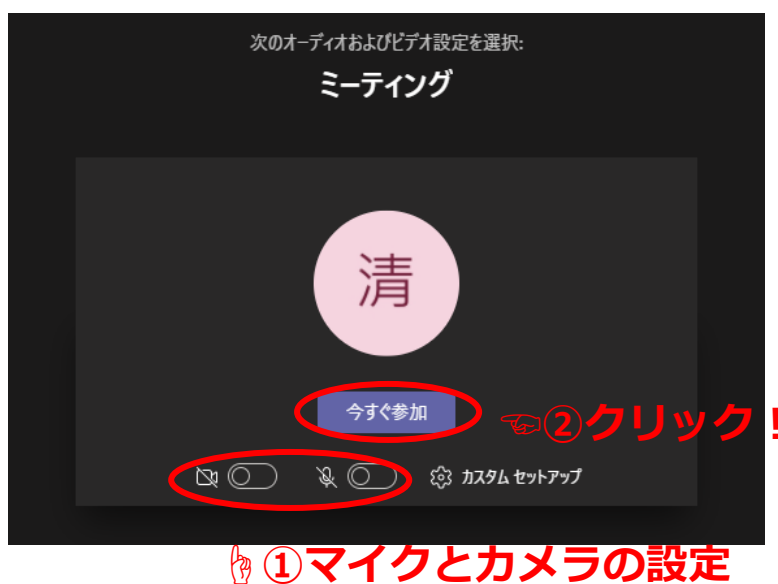 次のオーディオおよびビデオ設定を選択:
ミーティング
清
今すぐ参加
☜②クリック！
カスタム セットアップ
☝①マイクとカメラの設定